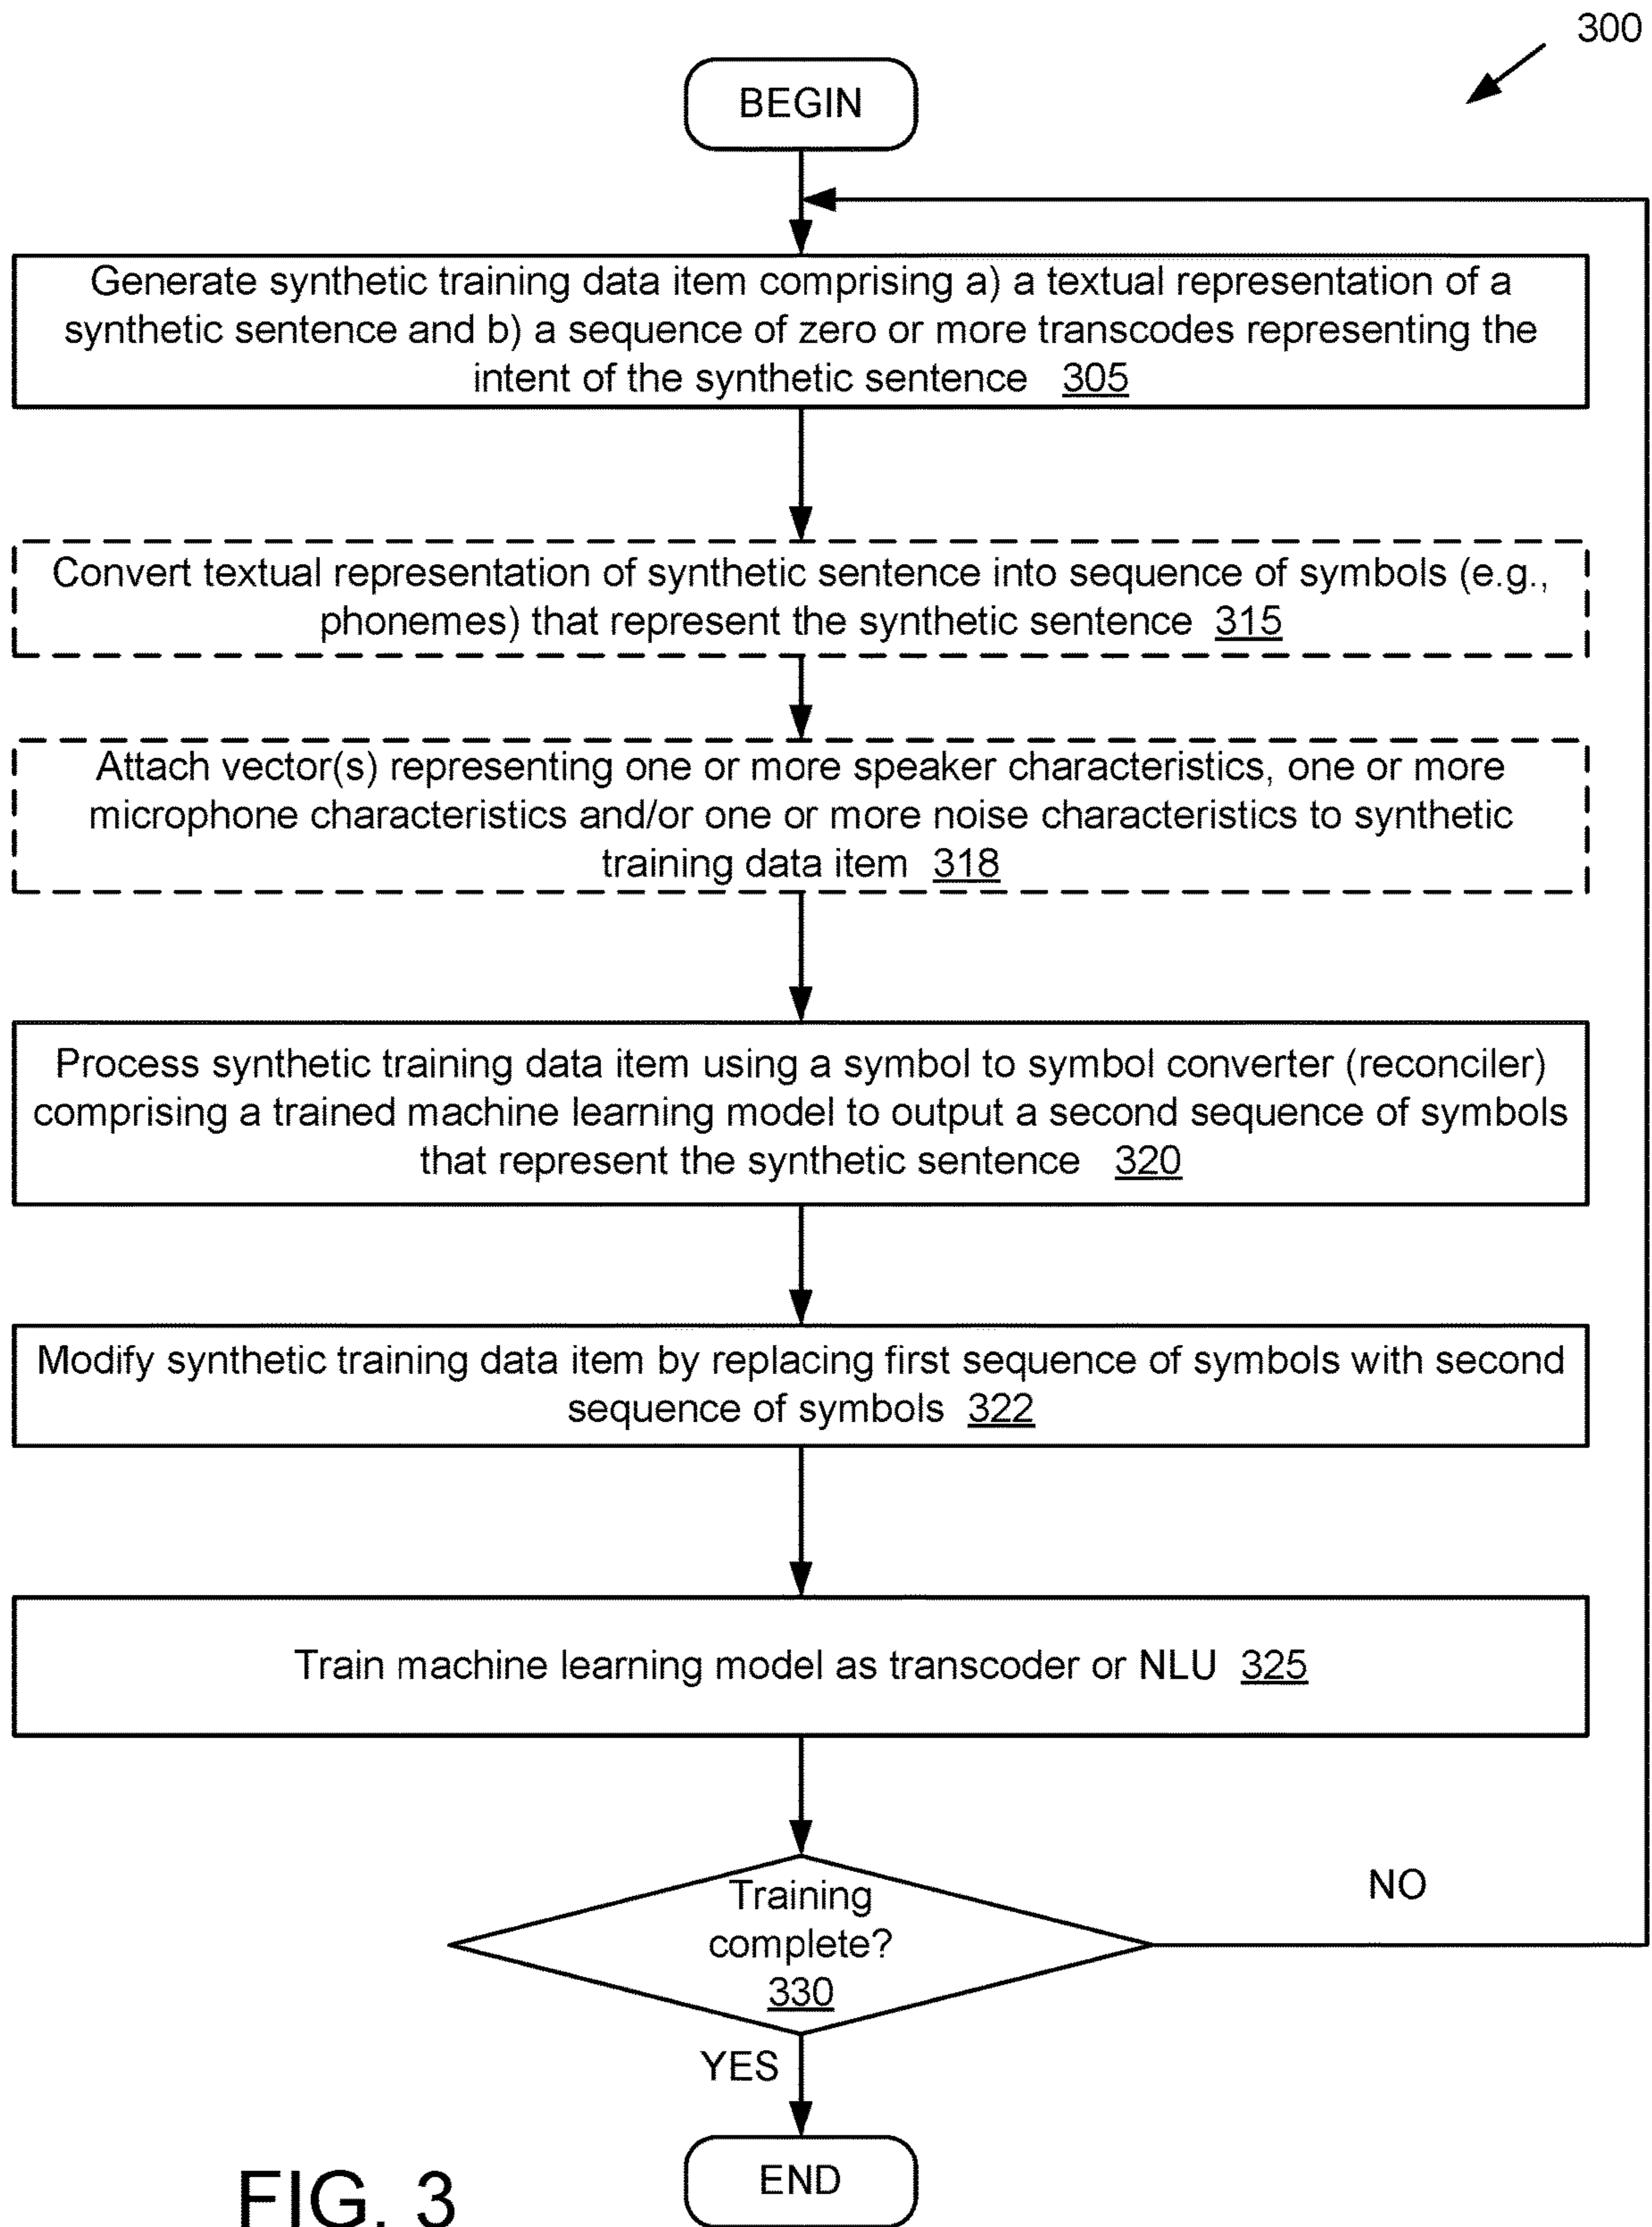 300
BEGIN
Generate synthetic training data item comprising a) a textual representation of a
synthetic sentence and b) a sequence of zero or more transcodes representing the
intent of the synthetic sentence 305
Convert textual representation of synthetic sentence into sequence of symbols (e.g.,
phonemes) that represent the synthetic sentence 315
Attach vector(s) representing one or more speaker characteristics, one or more
microphone characteristics and/or one or more noise characteristics to synthetic
training data item 318
Process synthetic training data item using a symbol to symbol converter (reconciler)
comprising a trained machine learning model to output a second sequence of symbols
that represent the synthetic sentence 320
Modify synthetic training data item by replacing first sequence of symbols with second
sequence of symbols 322
Train machine learning model as transcoder or NLU 325
Training
complete?
330
NO
YES
END
FIG. 3